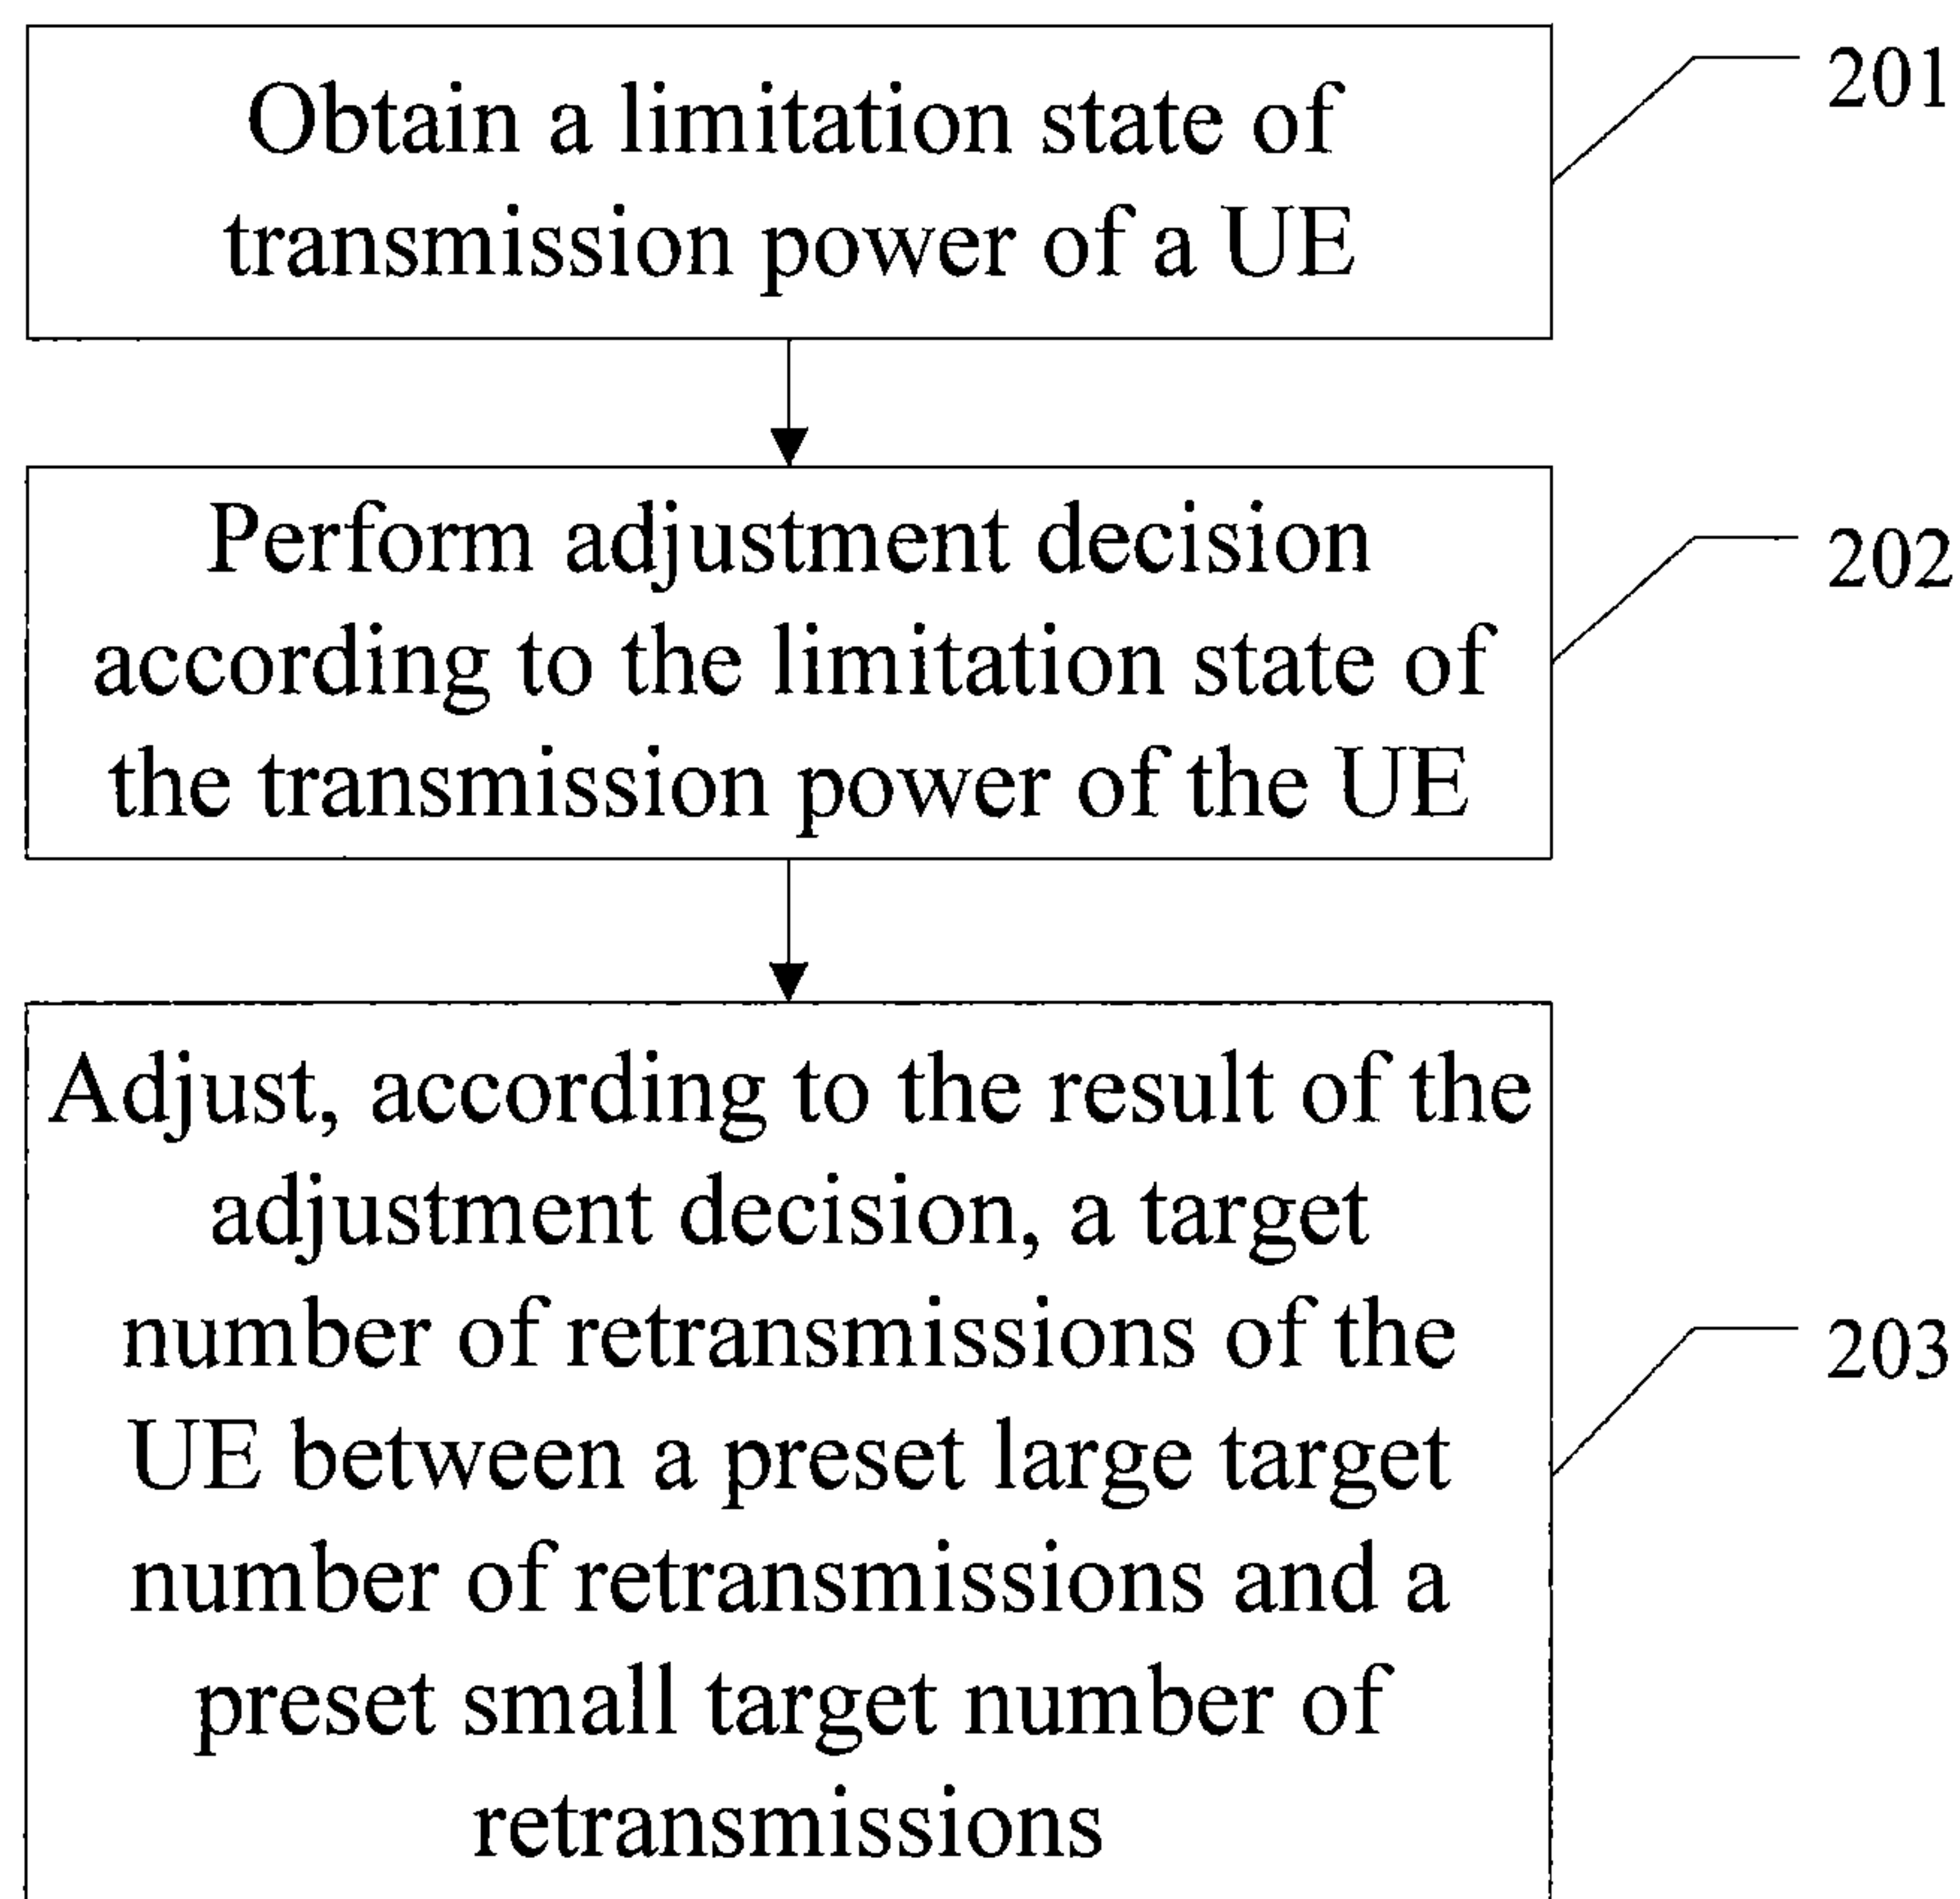 Obtain a limitation state of
transmission power of a UE
201
Perform adjustment decision
according to the limitation state of
the transmission power of the UE
202
Adjust, according to the result of the
adjustment decision, a target
number of retransmissions of the
UE between a preset large target
number of retransmissions and a
preset small target number of
retransmissions
203